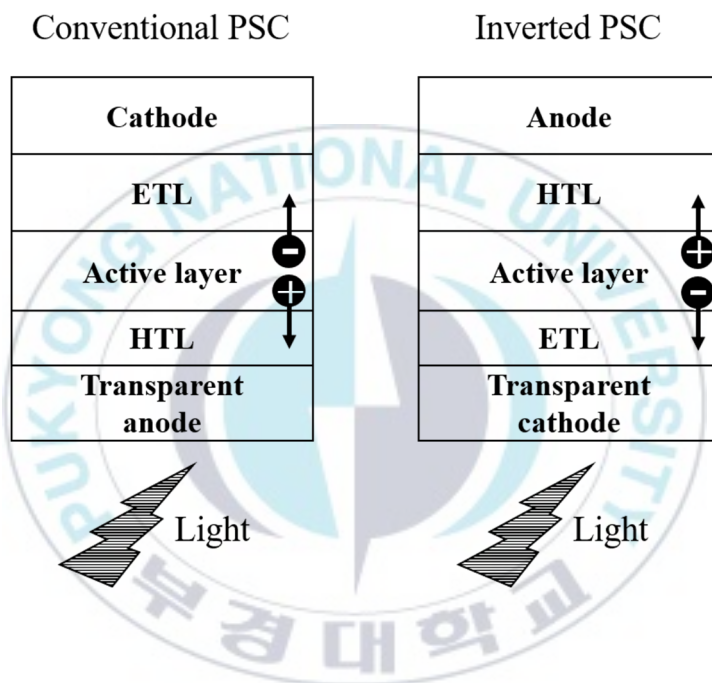 Conventional PSC
Cathode
ETL
Active layer
HTL
Transparent
anode
Light
Inverted PSC
Anode
HTL
Active layer
ETL
Transparent
cathode
Light
PUKYONG NATIONAL UNIVERSITY
부경대학교